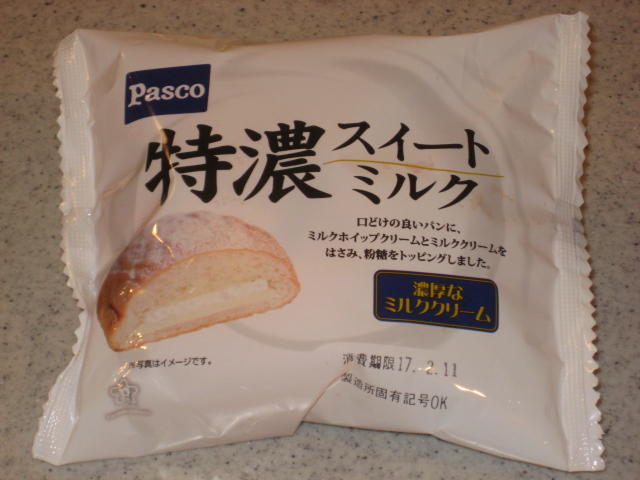 Pasco
特濃スイート
ミルク
口どけの良いパンに、
ミルクホイップクリームとミルククリームを
はさみ、粉糖をトッピングしました。
濃厚な
ミルククリーム
写真はイメージです。
消費期限17.-2.11
製造所固有記号OK